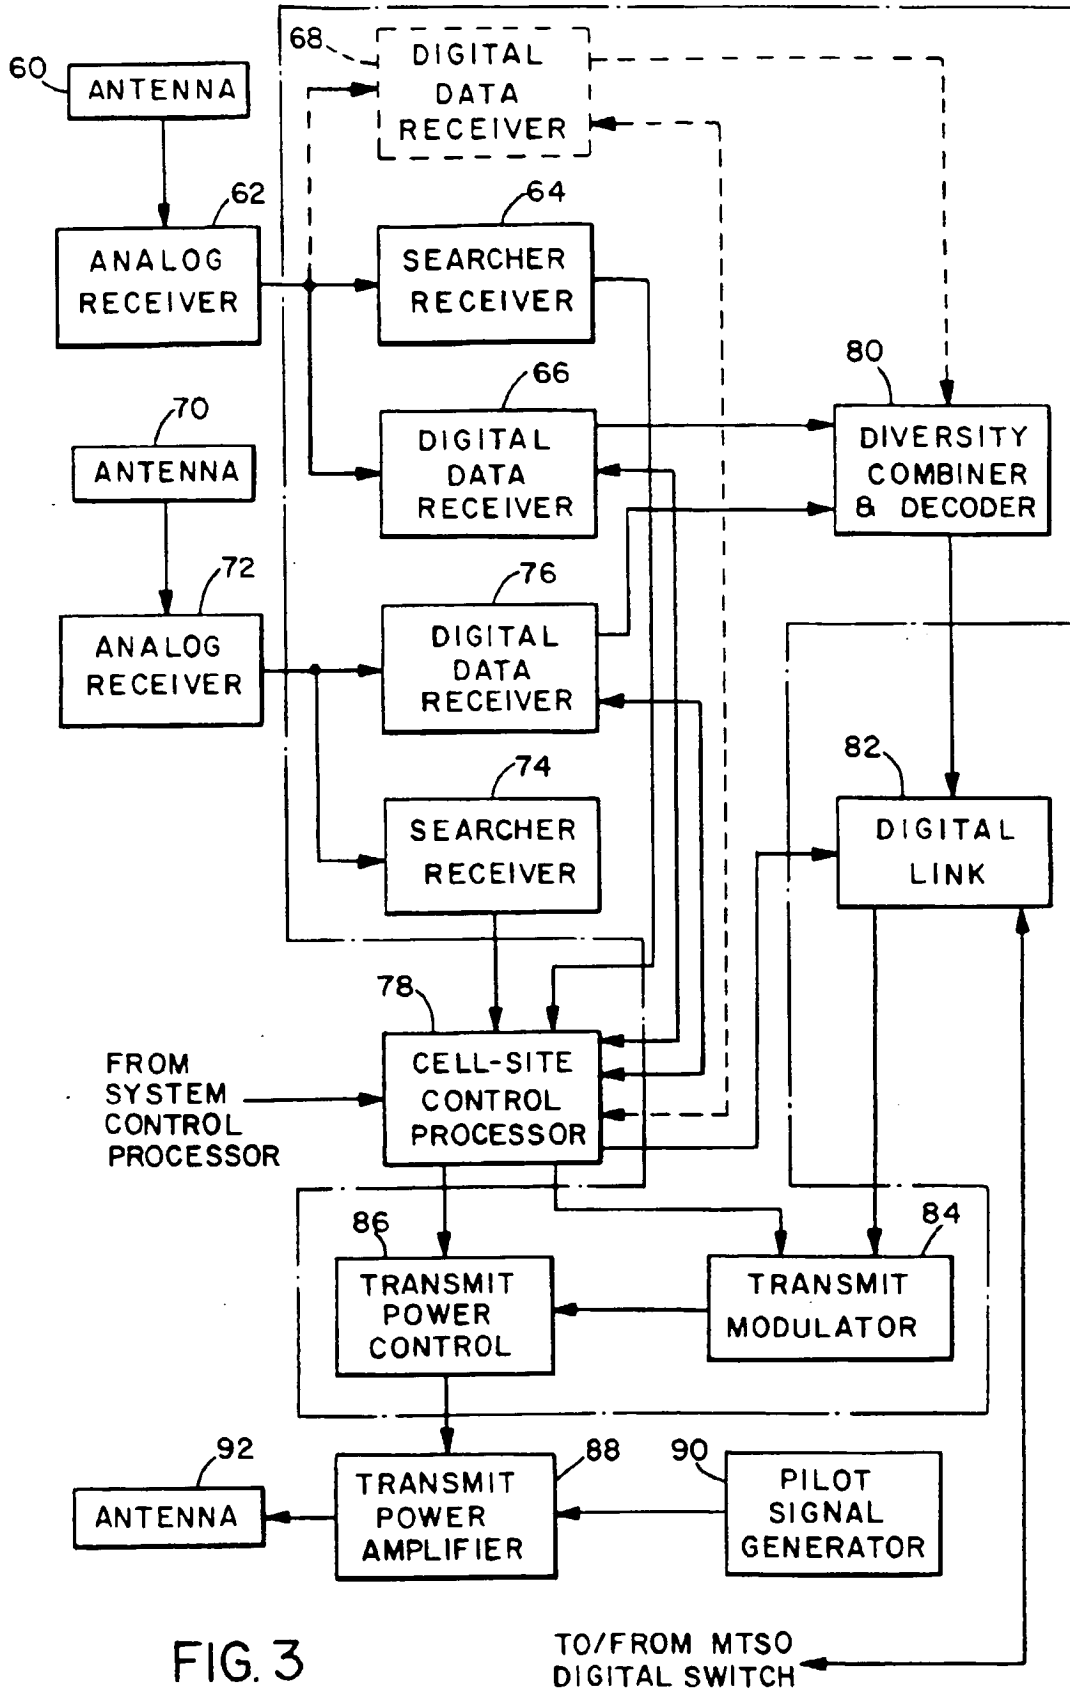 68
DIGITAL
DATA
RECEIVER
60
ANTENNA
62
ANALOG
RECEIVER
64
SEARCHER
RECEIVER
66
DIGITAL
DATA
RECEIVER
80
DIVERSITY
COMBINER
& DECODER
70
ANTENNA
72
ANALOG
RECEIVER
76
DIGITAL
DATA
RECEIVER
74
SEARCHER
RECEIVER
82
DIGITAL
LINK
78
CELL-SITE
CONTROL
PROCESSOR
FROM
SYSTEM
CONTROL
PROCESSOR
86
TRANSMIT
POWER
CONTROL
84
TRANSMIT
MODULATOR
92
ANTENNA
88
TRANSMIT
POWER
AMPLIFIER
90
PILOT
SIGNAL
GENERATOR
FIG. 3
TO/FROM MTSO
DIGITAL SWITCH